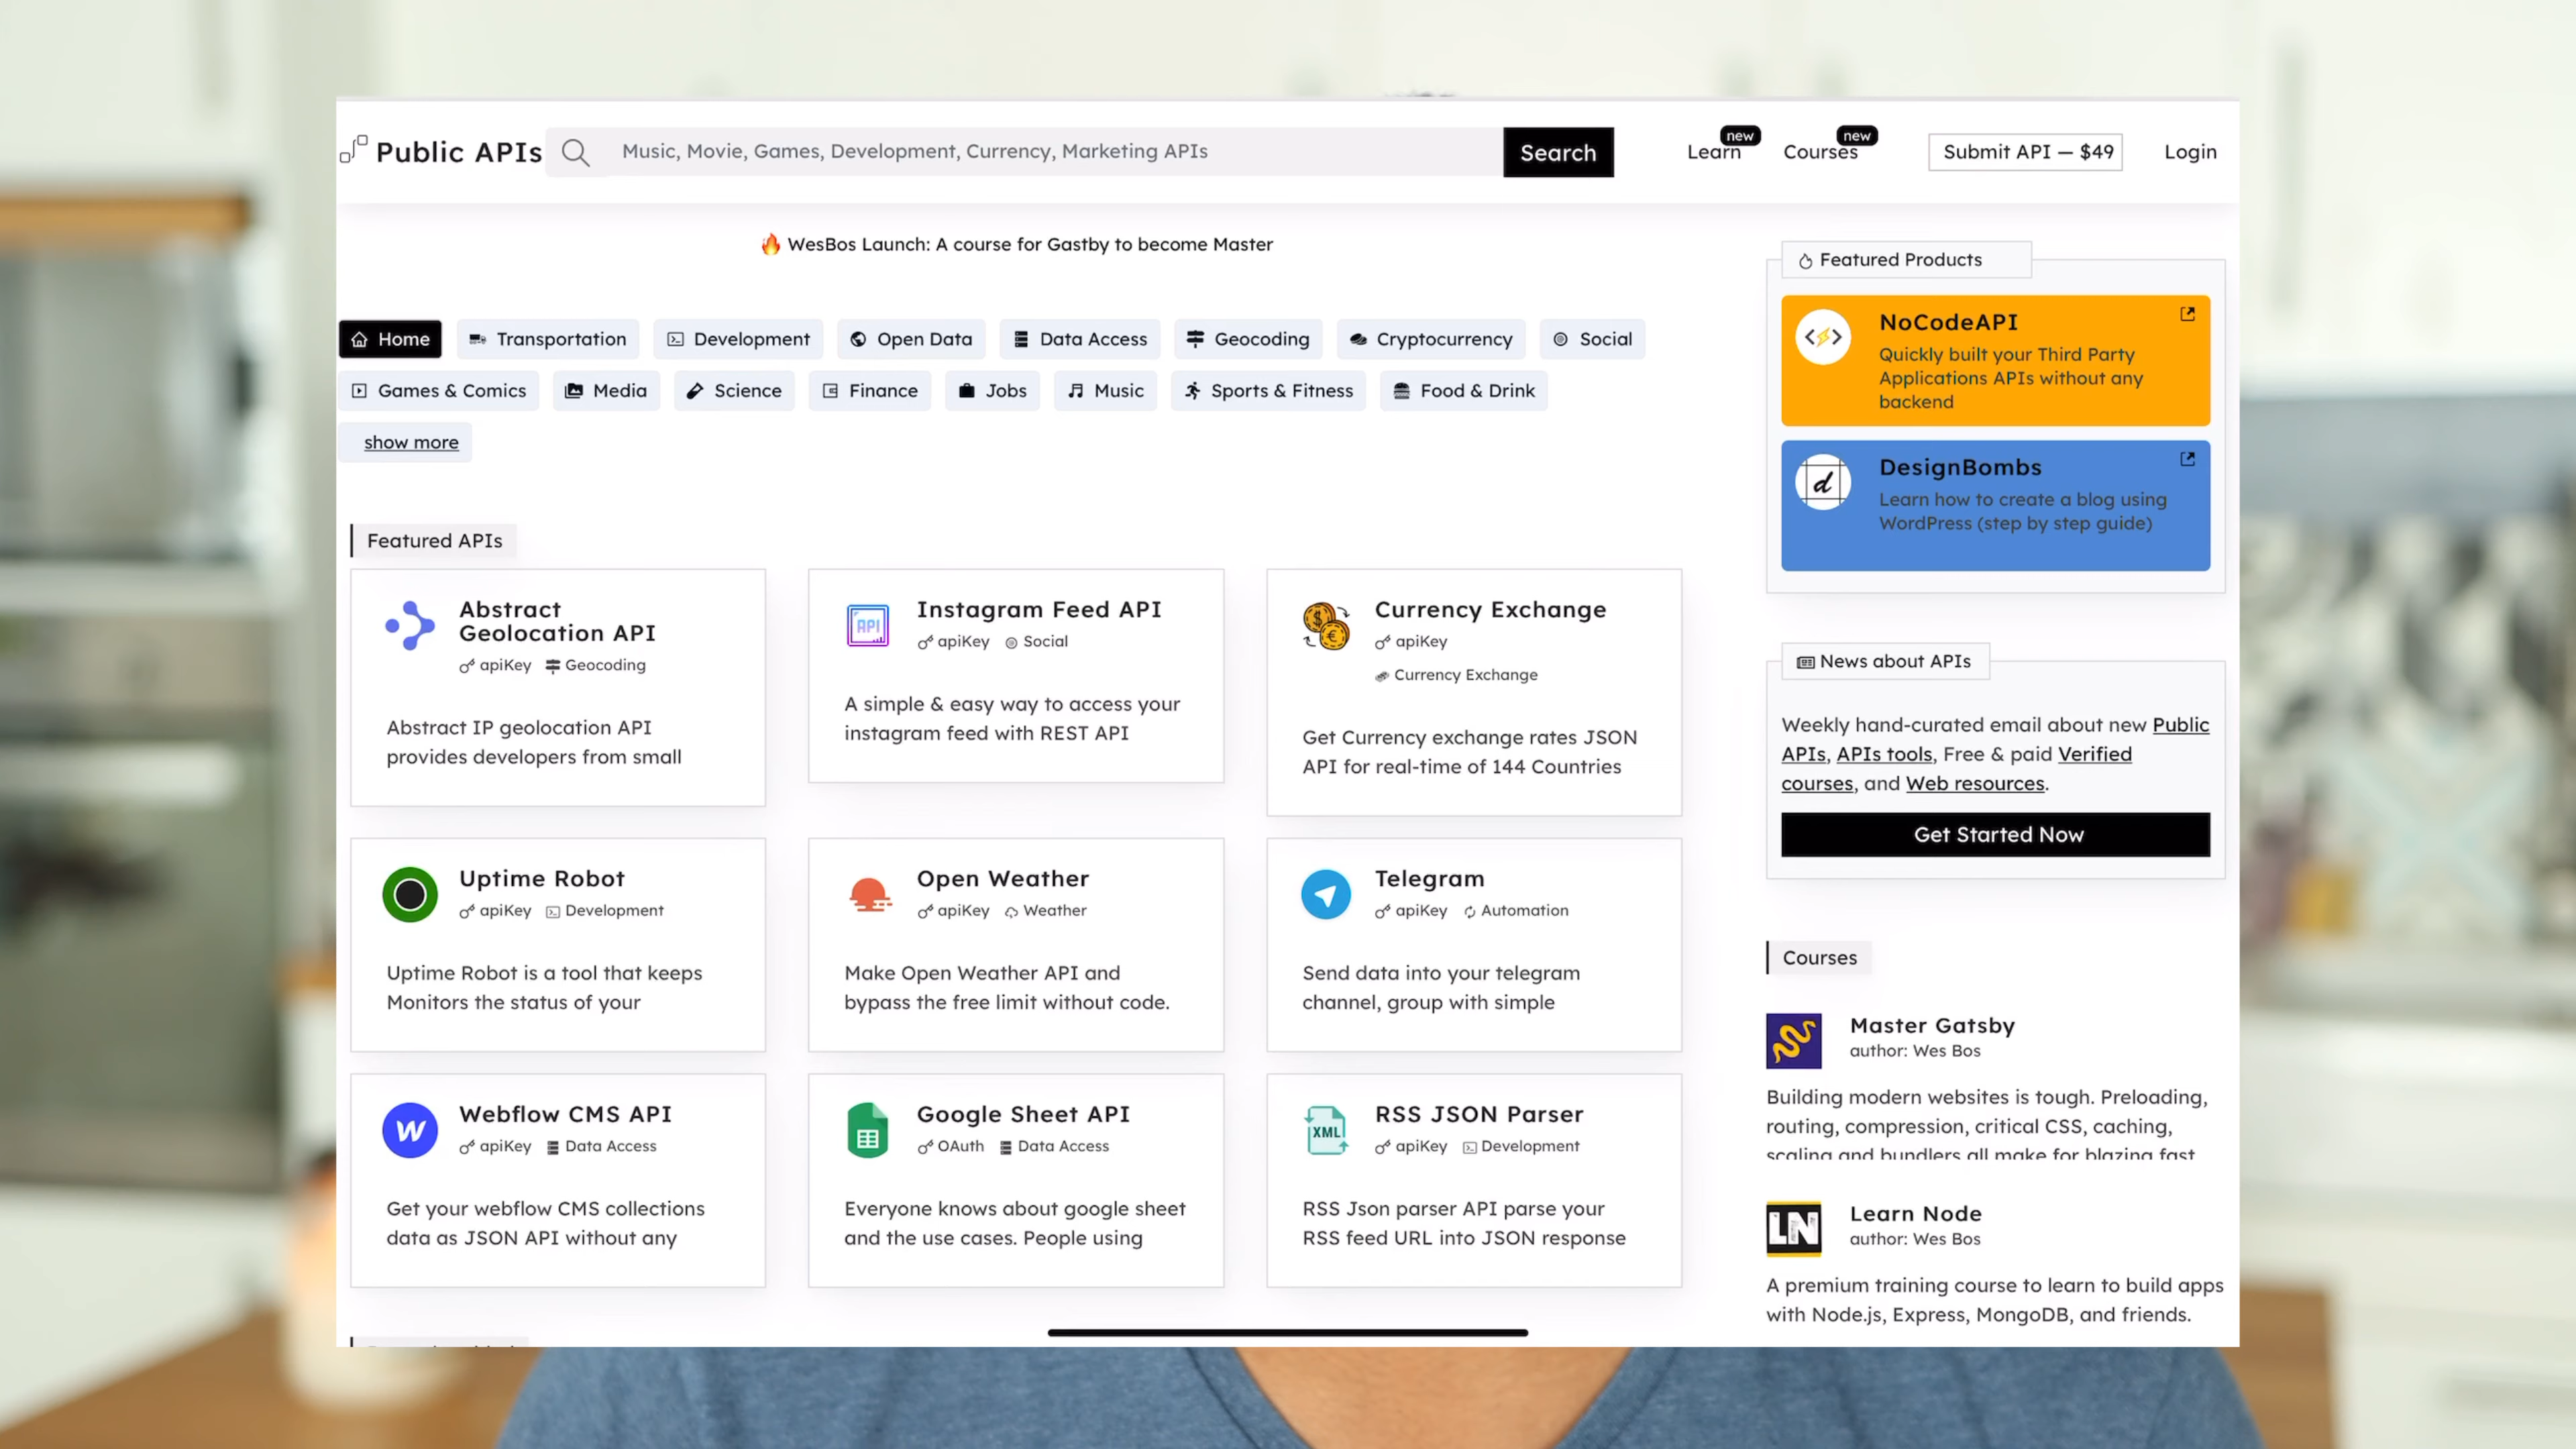 Public APIs
Music, Movie, Games, Development, Currency, Marketing APIs
Search
Learn
new
Courses
new
Submit API — $49
Login
🔥 WesBos Launch: A course for Gastby to become Master
Home
Transportation
Development
Open Data
Data Access
Geocoding
Cryptocurrency
Social
Games & Comics
Media
Science
Finance
Jobs
Music
Sports & Fitness
Food & Drink
show more
Featured APIs
Abstract
Geolocation API
apiKey Geocoding
Abstract IP geolocation API
provides developers from small
API
Instagram Feed API
apiKey Social
A simple & easy way to access your
instagram feed with REST API
Currency Exchange
apiKey
Currency Exchange
Get Currency exchange rates JSON
API for real-time of 144 Countries
Uptime Robot
apiKey Development
Uptime Robot is a tool that keeps
Monitors the status of your
Open Weather
apiKey Weather
Make Open Weather API and
bypass the free limit without code.
Telegram
apiKey Automation
Send data into your telegram
channel, group with simple
W
Webflow CMS API
apiKey Data Access
Get your webflow CMS collections
data as JSON API without any
Google Sheet API
OAuth Data Access
Everyone knows about google sheet
and the use cases. People using
XML
RSS JSON Parser
apiKey Development
RSS Json parser API parse your
RSS feed URL into JSON response
Featured Products
NoCodeAPI
Quickly built your Third Party
Applications APIs without any
backend
d
DesignBombs
Learn how to create a blog using
WordPress (step by step guide)
News about APIs
Weekly hand-curated email about new Public
APIs, APIs tools, Free & paid Verified
courses, and Web resources.
Get Started Now
Courses
Master Gatsby
author: Wes Bos
Building modern websites is tough. Preloading,
routing, compression, critical CSS, caching,
scaling and bundlers all make for blazing fast
LN
Learn Node
author: Wes Bos
A premium training course to learn to build apps
with Node.js, Express, MongoDB, and friends.